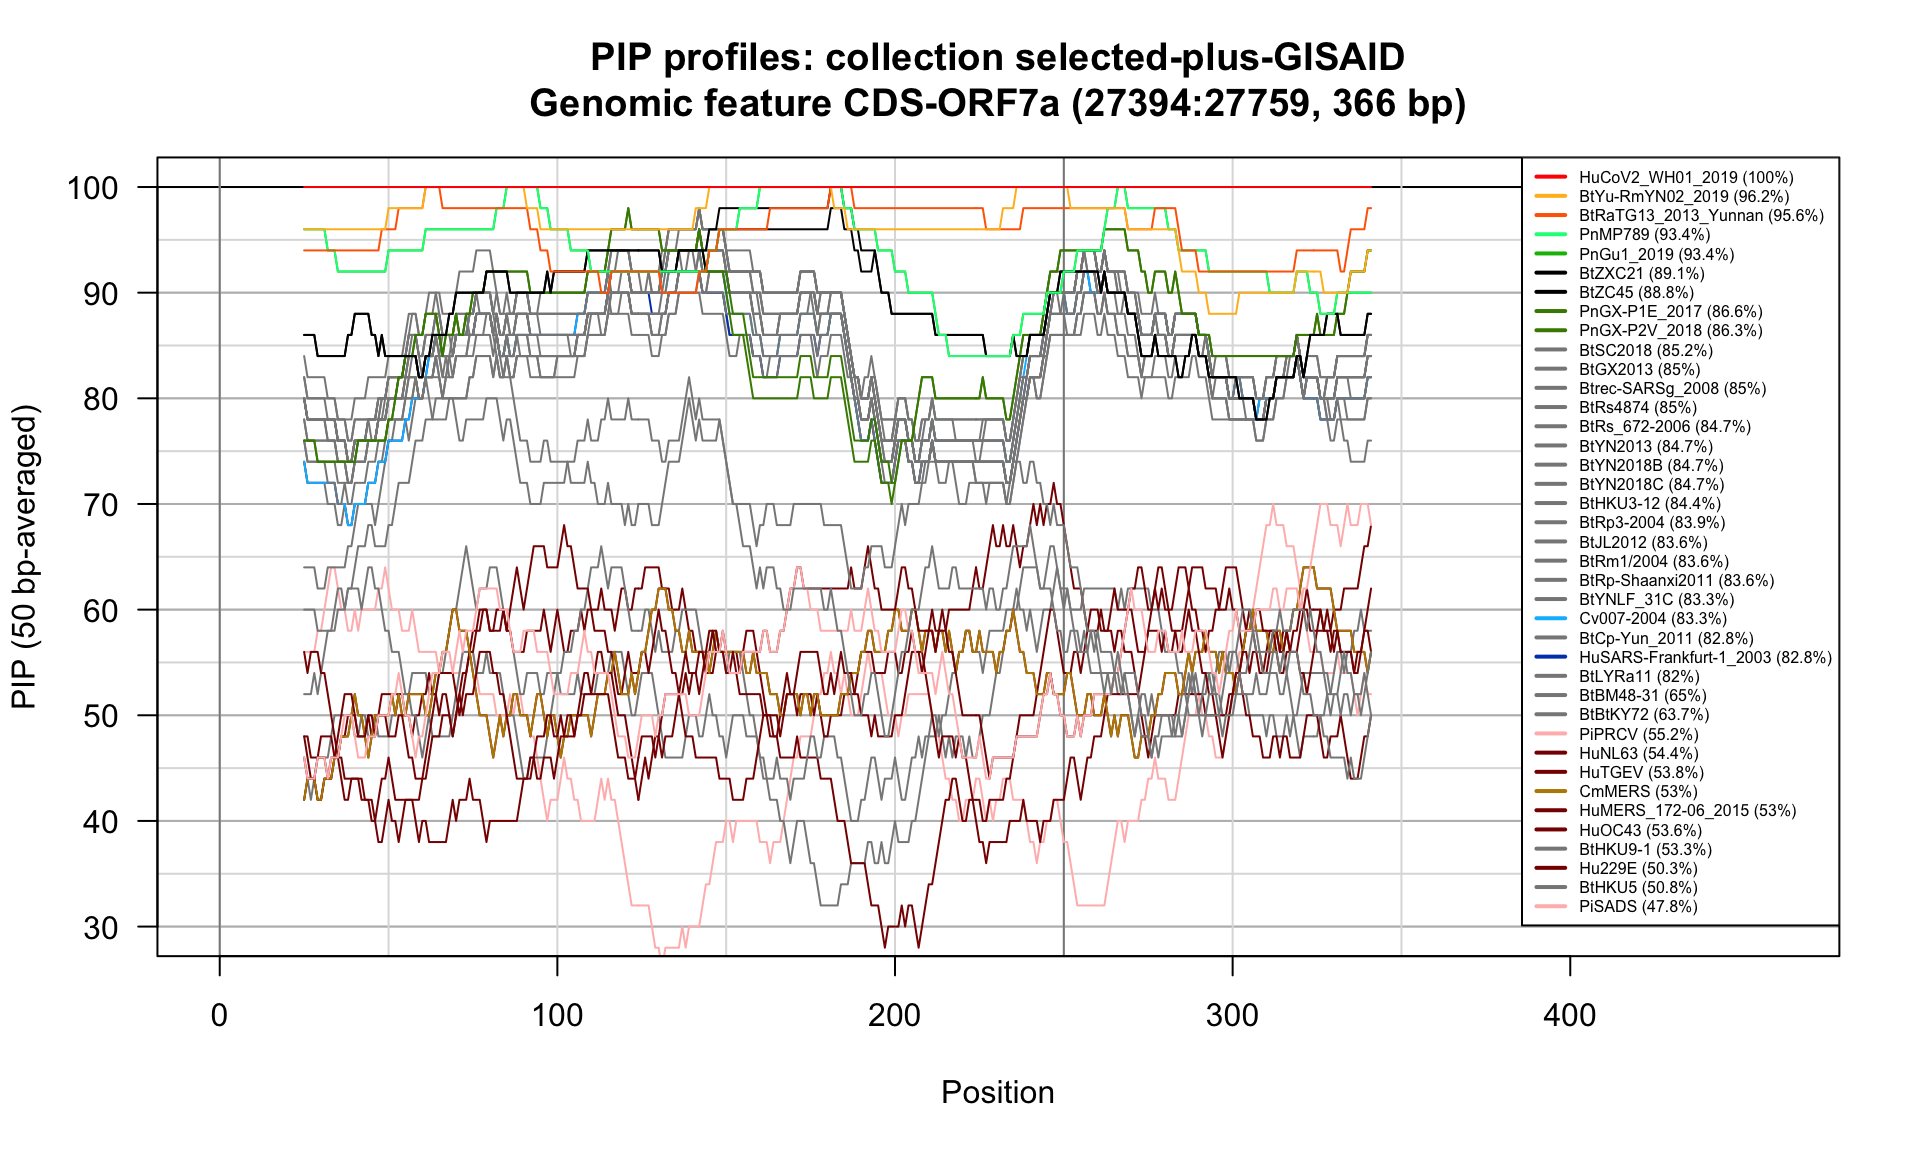 PIP profiles: collection selected-plus-GISAID
Genomic feature CDS-ORF7a (27394:27759, 366 bp)
PIP (50 bp-averaged)
100
90
80
70
60
50
40
30
0
100
200
300
400
Position
HuCoV2_WH01_2019 (100%)
BtYu-RmYN02_2019 (96.2%)
BtRaTG13_2013_Yunnan (95.6%)
PnMP789 (93.4%)
PnGu1_2019 (93.4%)
BtZXC21 (89.1%)
BtZC45 (88.8%)
PnGX-P1E_2017 (86.6%)
PnGX-P2V_2018 (86.3%)
BtSC2018 (85.2%)
BtGX2013 (85%)
Btrec-SARSg_2008 (85%)
BtRs4874 (85%)
BtRs_672-2006 (84.7%)
BtYN2013 (84.7%)
BtYN2018B (84.7%)
BtYN2018C (84.7%)
BtHKU3-12 (84.4%)
BtRp3-2004 (83.9%)
BtJL2012 (83.6%)
BtRm1/2004 (83.6%)
BtRp-Shaanxi2011 (83.6%)
BtYNLF_31C (83.3%)
Cv007-2004 (83.3%)
BtCp-Yun_2011 (82.8%)
HuSARS-Frankfurt-1_2003 (82.8%)
BtLYRa11 (82%)
BtBM48-31 (65%)
BtBtKY72 (63.7%)
PiPRCV (55.2%)
HuNL63 (54.4%)
HuTGEV (53.8%)
CmMERS (53%)
HuMERS_172-06_2015 (53%)
HuOC43 (53.6%)
BtHKU9-1 (53.3%)
Hu229E (50.3%)
BtHKU5 (50.8%)
PiSADS (47.8%)